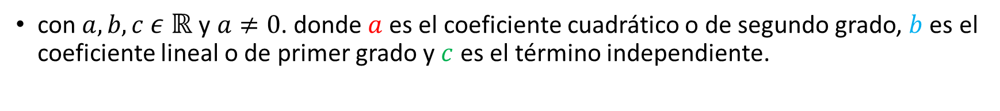 • con a, b, c ϵ ℝ y a ≠ 0. donde a es el coeficiente cuadrático o de segundo grado, b es el
coeficiente lineal o de primer grado y c es el término independiente.